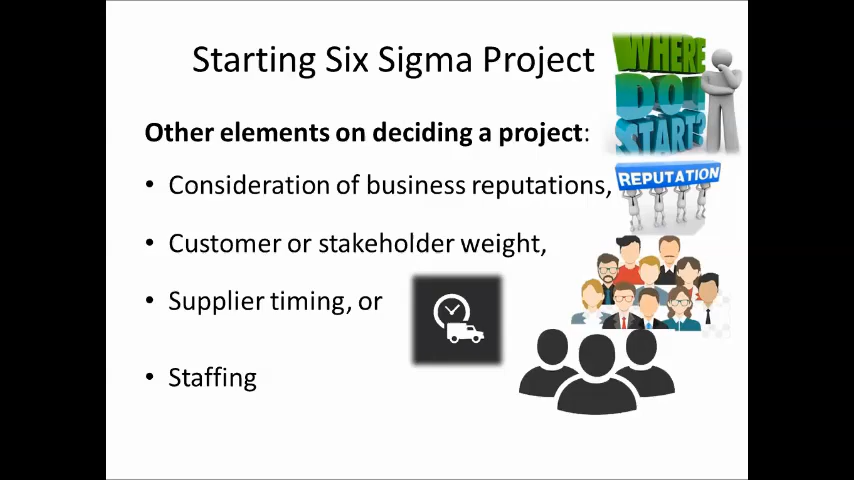 Starting Six Sigma Project
WHERE
DO I
START?
Other elements on deciding a project:
• Consideration of business reputations,
REPUTATION
• Customer or stakeholder weight,
• Supplier timing, or
• Staffing